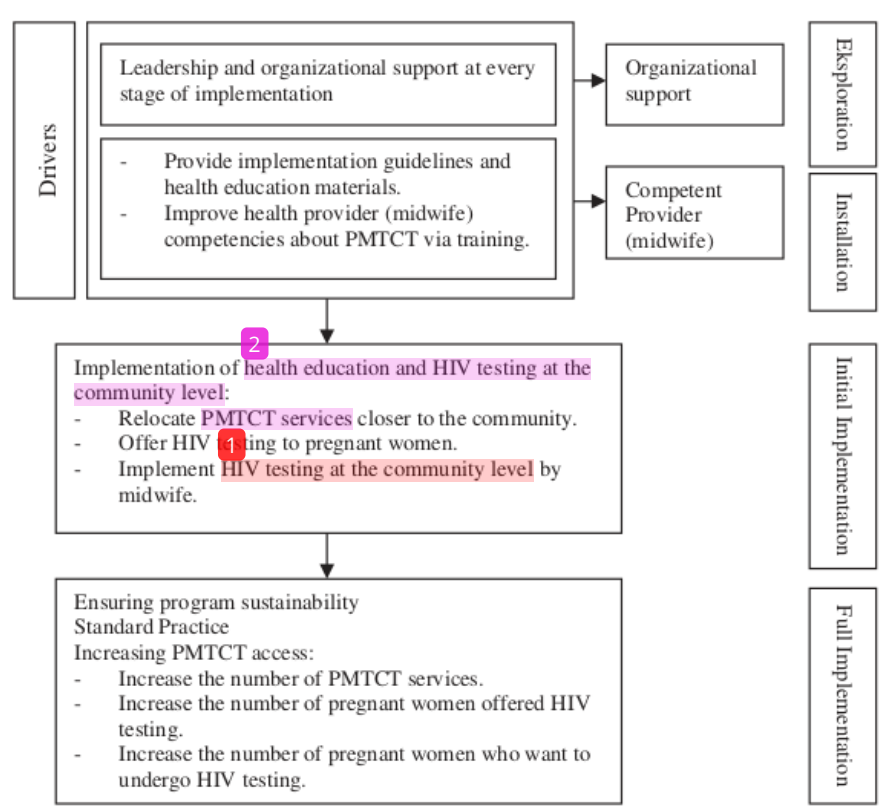 Drivers
Leadership and organizational support at every
stage of implementation
Organizational
support
Eksploration
-	Provide implementation guidelines and
health education materials.
-	Improve health provider (midwife)
competencies about PMTCT via training.
Competent
Provider
(midwife)
Installation
2
Implementation of health education and HIV testing at the
community level:
-	Relocate PMTCT services closer to the community.
-	Offer HIV testing to pregnant women.
1
-	Implement HIV testing at the community level by
midwife.
Initial Implementation
Ensuring program sustainability
Standard Practice
Increasing PMTCT access:
-	Increase the number of PMTCT services.
-	Increase the number of pregnant women offered HIV
testing.
-	Increase the number of pregnant women who want to
undergo HIV testing.
Full Implementation